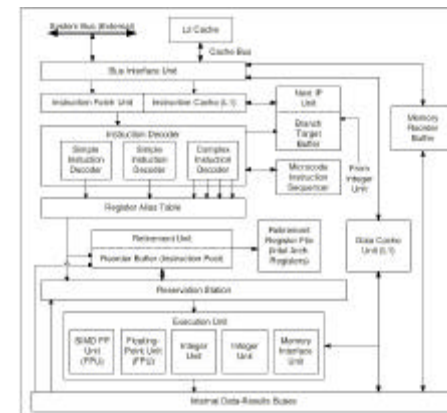 System Bus (External)
L2 Cache
Cache Bus
Bus Interface Unit
Instruction Fetch Unit
Instruction Cache (L1)
Next IP
Unit
Branch
Target
Buffer
Memory
Reorder
Buffer
Instruction Decoder
Simple
Instruction
Decoder
Simple
Instruction
Decoder
Complex
Instruction
Decoder
Microcode
Instruction
Sequencer
From
Integer
Unit
Register Alias Table
Retirement Unit
Reorder Buffer (Instruction Pool)
Retirement
Register File
(Intel Arch
Registers)
Data Cache
Unit (L1)
Reservation Station
Execution Unit
SIMD FP
Unit
(FPU)
Floating-
Point Unit
(FPU)
Integer
Unit
Integer
Unit
Memory
Interface
Unit
Internal Data-Results Buses